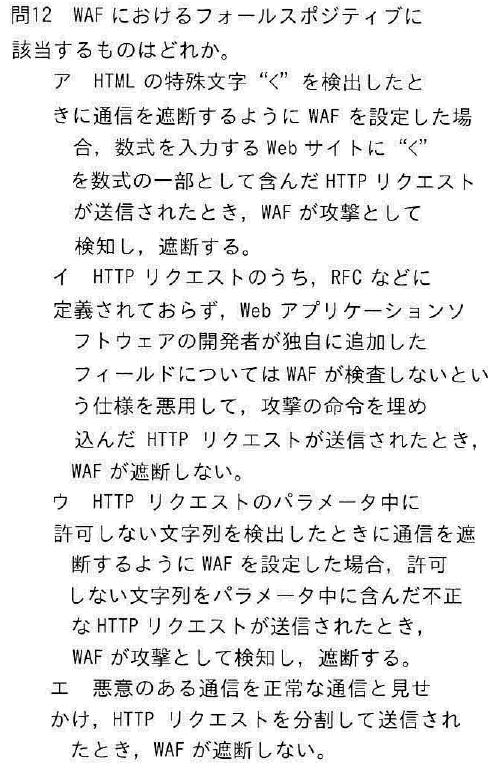 問12 WAF におけるフォールスポジティブに
該当するものはどれか。
ア HTML の特殊文字“<”を検出したと
きに通信を遮断するように WAF を設定した場
合，数式を入力する Web サイトに“<”
を数式の一部として含んだ HTTP リクエスト
が送信されたとき，WAF が攻撃として
検知し，遮断する。
イ HTTP リクエストのうち，RFC などに
定義されておらず，Web アプリケーションソ
フトウェアの開発者が独自に追加した
フィールドについては WAF が検査しないとい
う仕様を悪用して，攻撃の命令を埋め
込んだ HTTP リクエストが送信されたとき，
WAF が遮断しない。
ウ HTTP リクエストのパラメータ中に
許可しない文字列を検出したときに通信を遮
断するように WAF を設定した場合，許可
しない文字列をパラメータ中に含んだ不正
な HTTP リクエストが送信されたとき，
WAF が攻撃として検知し，遮断する。
エ 悪意のある通信を正常な通信と見せ
かけ，HTTP リクエストを分割して送信され
たとき，WAF が遮断しない。